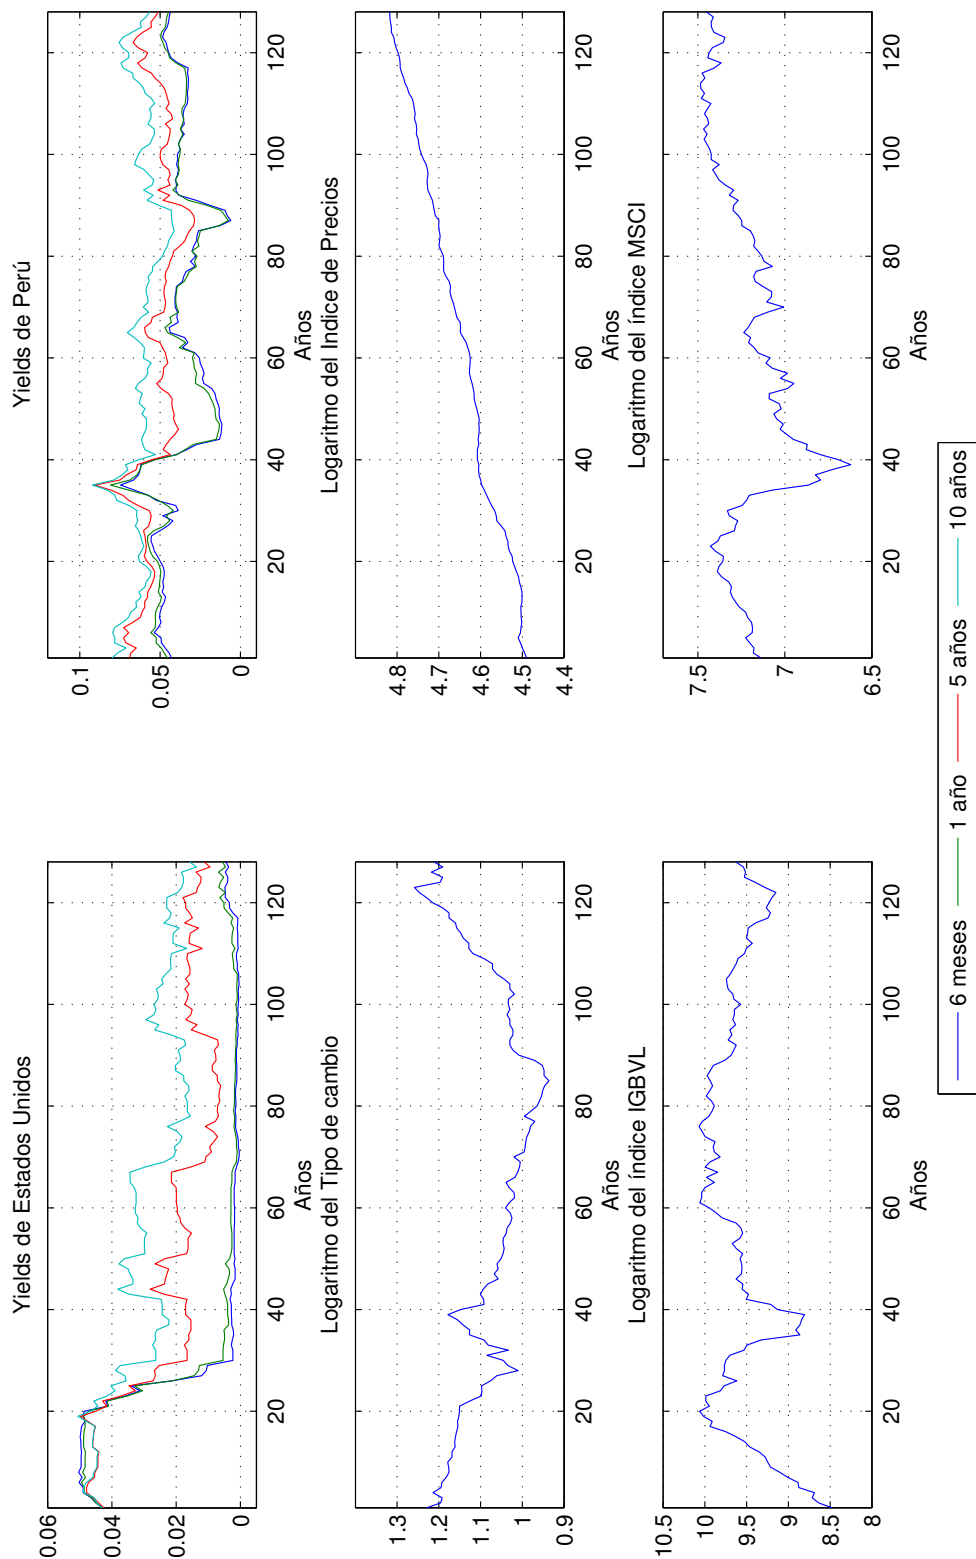 Yields de Estados Unidos
0.06
0.04
0.02
0
20 40 60 80 100 120
Años
Yields de Perú
0.1
0.05
0
20 40 60 80 100 120
Años
Logaritmo del Tipo de cambio
1.3
1.2
1.1
1
0.9
20 40 60 80 100 120
Años
Logaritmo del Indice de Precios
4.8
4.7
4.6
4.5
4.4
20 40 60 80 100 120
Años
Logaritmo del índice IGBVL
10.5
10
9.5
9
8.5
8
20 40 60 80 100 120
Años
Logaritmo del índice MSCI
7.5
7
6.5
20 40 60 80 100 120
Años
6 meses 1 año 5 años 10 años